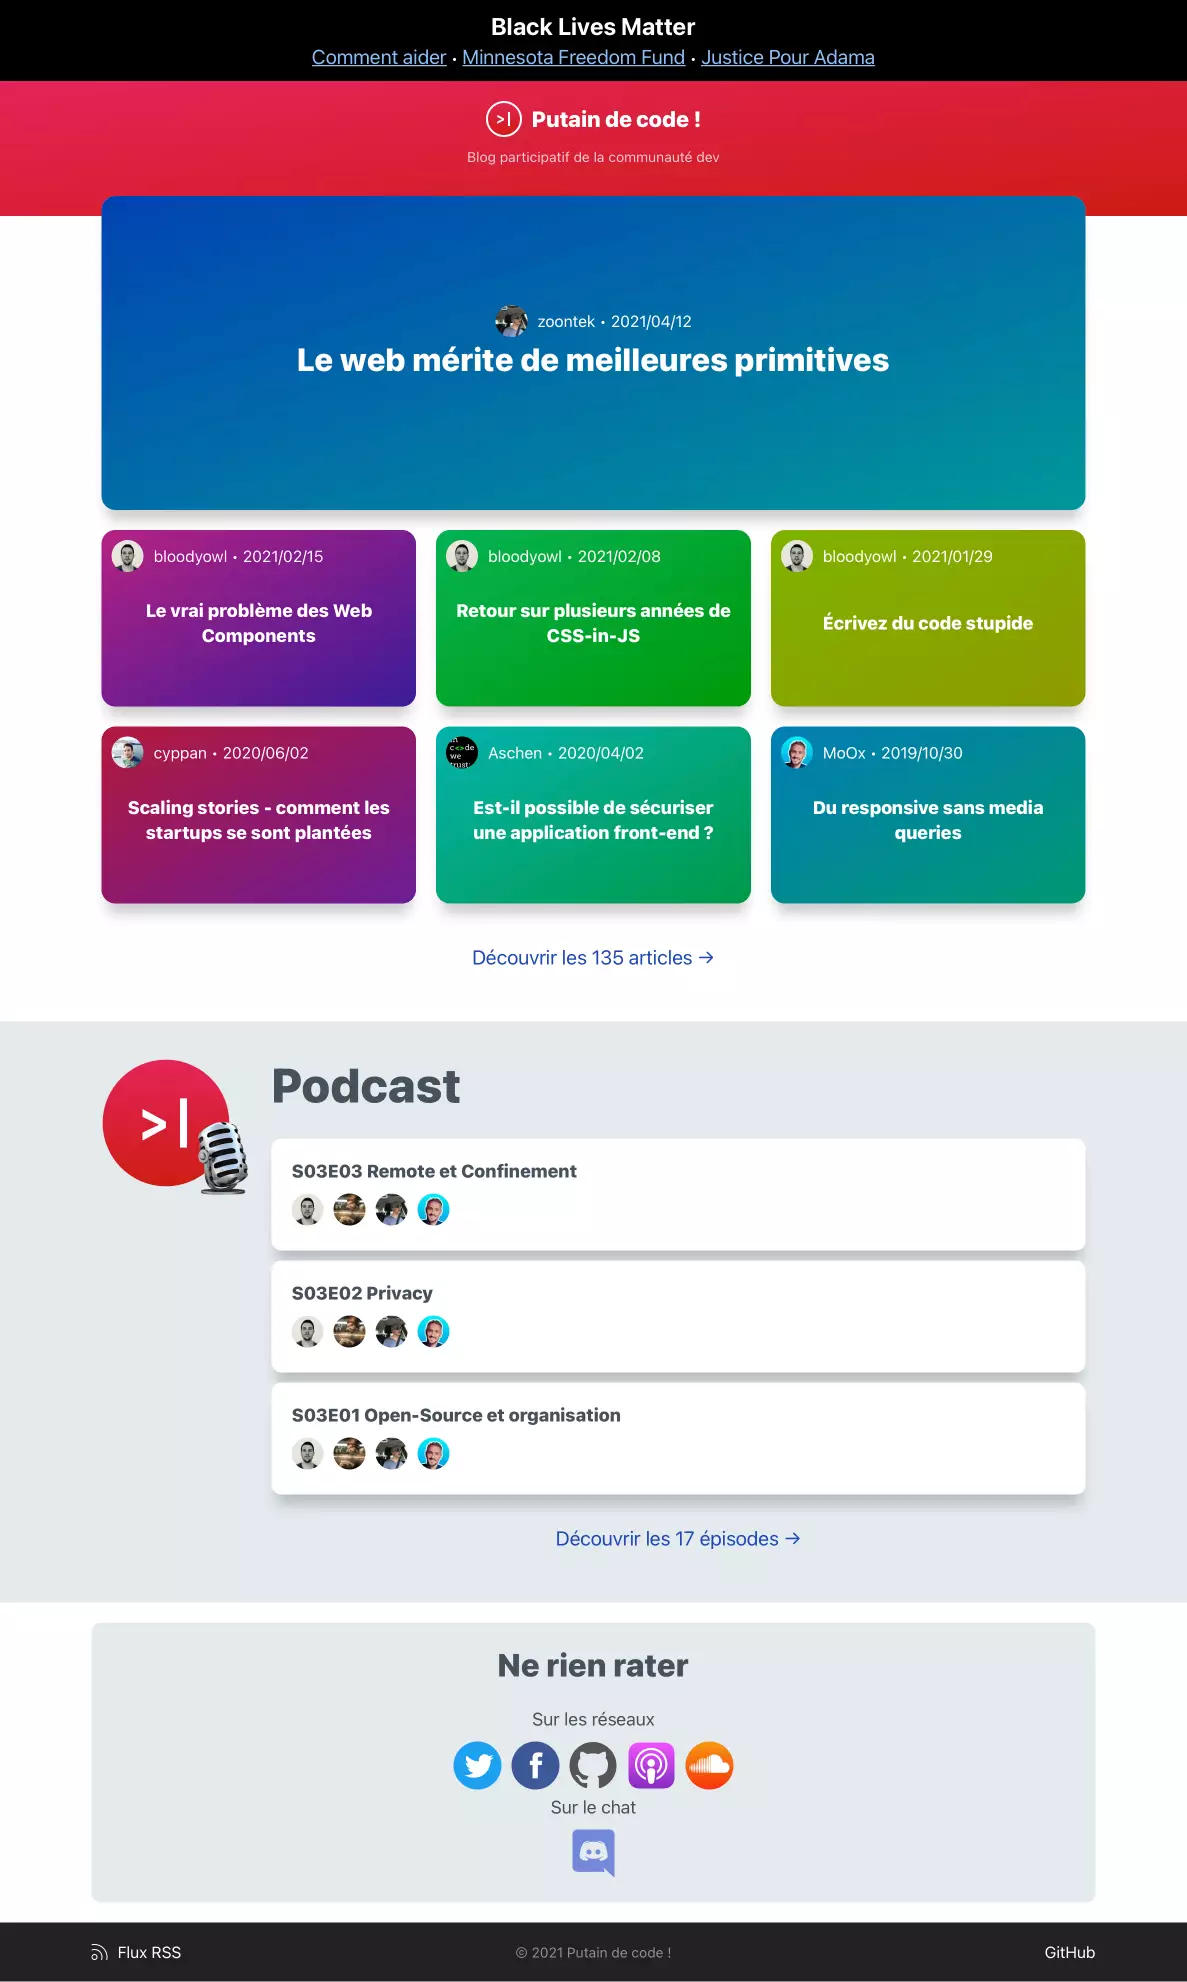 Black Lives Matter
Comment aider • Minnesota Freedom Fund • Justice Pour Adama
>| Putain de code !
Blog participatif de la communauté dev
zoontek • 2021/04/12
Le web mérite de meilleures primitives
bloodyowl • 2021/02/15
Le vrai problème des Web
Components
bloodyowl • 2021/02/08
Retour sur plusieurs années de
CSS-in-JS
bloodyowl • 2021/01/29
Écrivez du code stupide
cyppan • 2020/06/02
Scaling stories - comment les
startups se sont plantées
c<>de
we
trust;
Aschen • 2020/04/02
Est-il possible de sécuriser
une application front-end ?
MoOx • 2019/10/30
Du responsive sans media
queries
Découvrir les 135 articles →
>|
Podcast
S03E03 Remote et Confinement
S03E02 Privacy
S03E01 Open-Source et organisation
Découvrir les 17 épisodes →
Ne rien rater
Sur les réseaux
Sur le chat
Flux RSS
© 2021 Putain de code !
GitHub